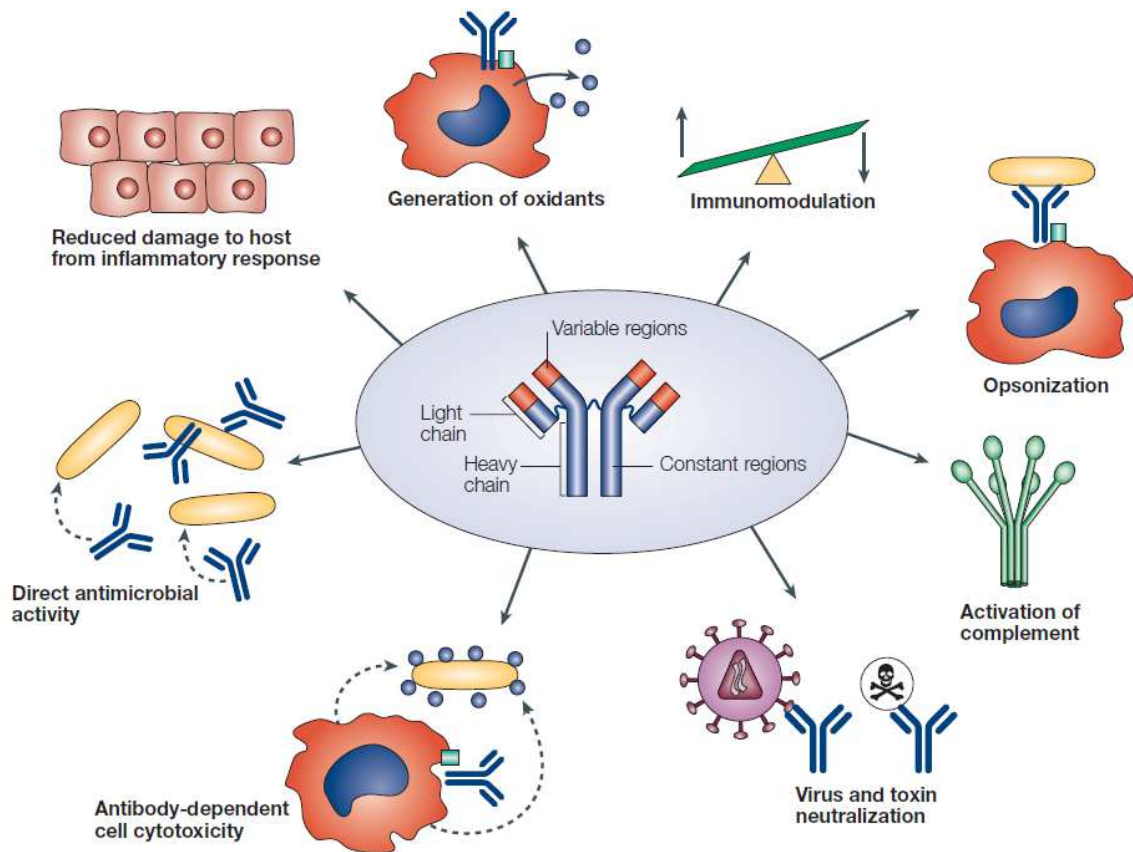 Generation of oxidants
Immunomodulation
Reduced damage to host
from inflammatory response
Opsonization
Variable regions
Light
chain
Heavy
chain
Constant regions
Direct antimicrobial
activity
Activation of
complement
Antibody-dependent
cell cytotoxicity
Virus and toxin
neutralization